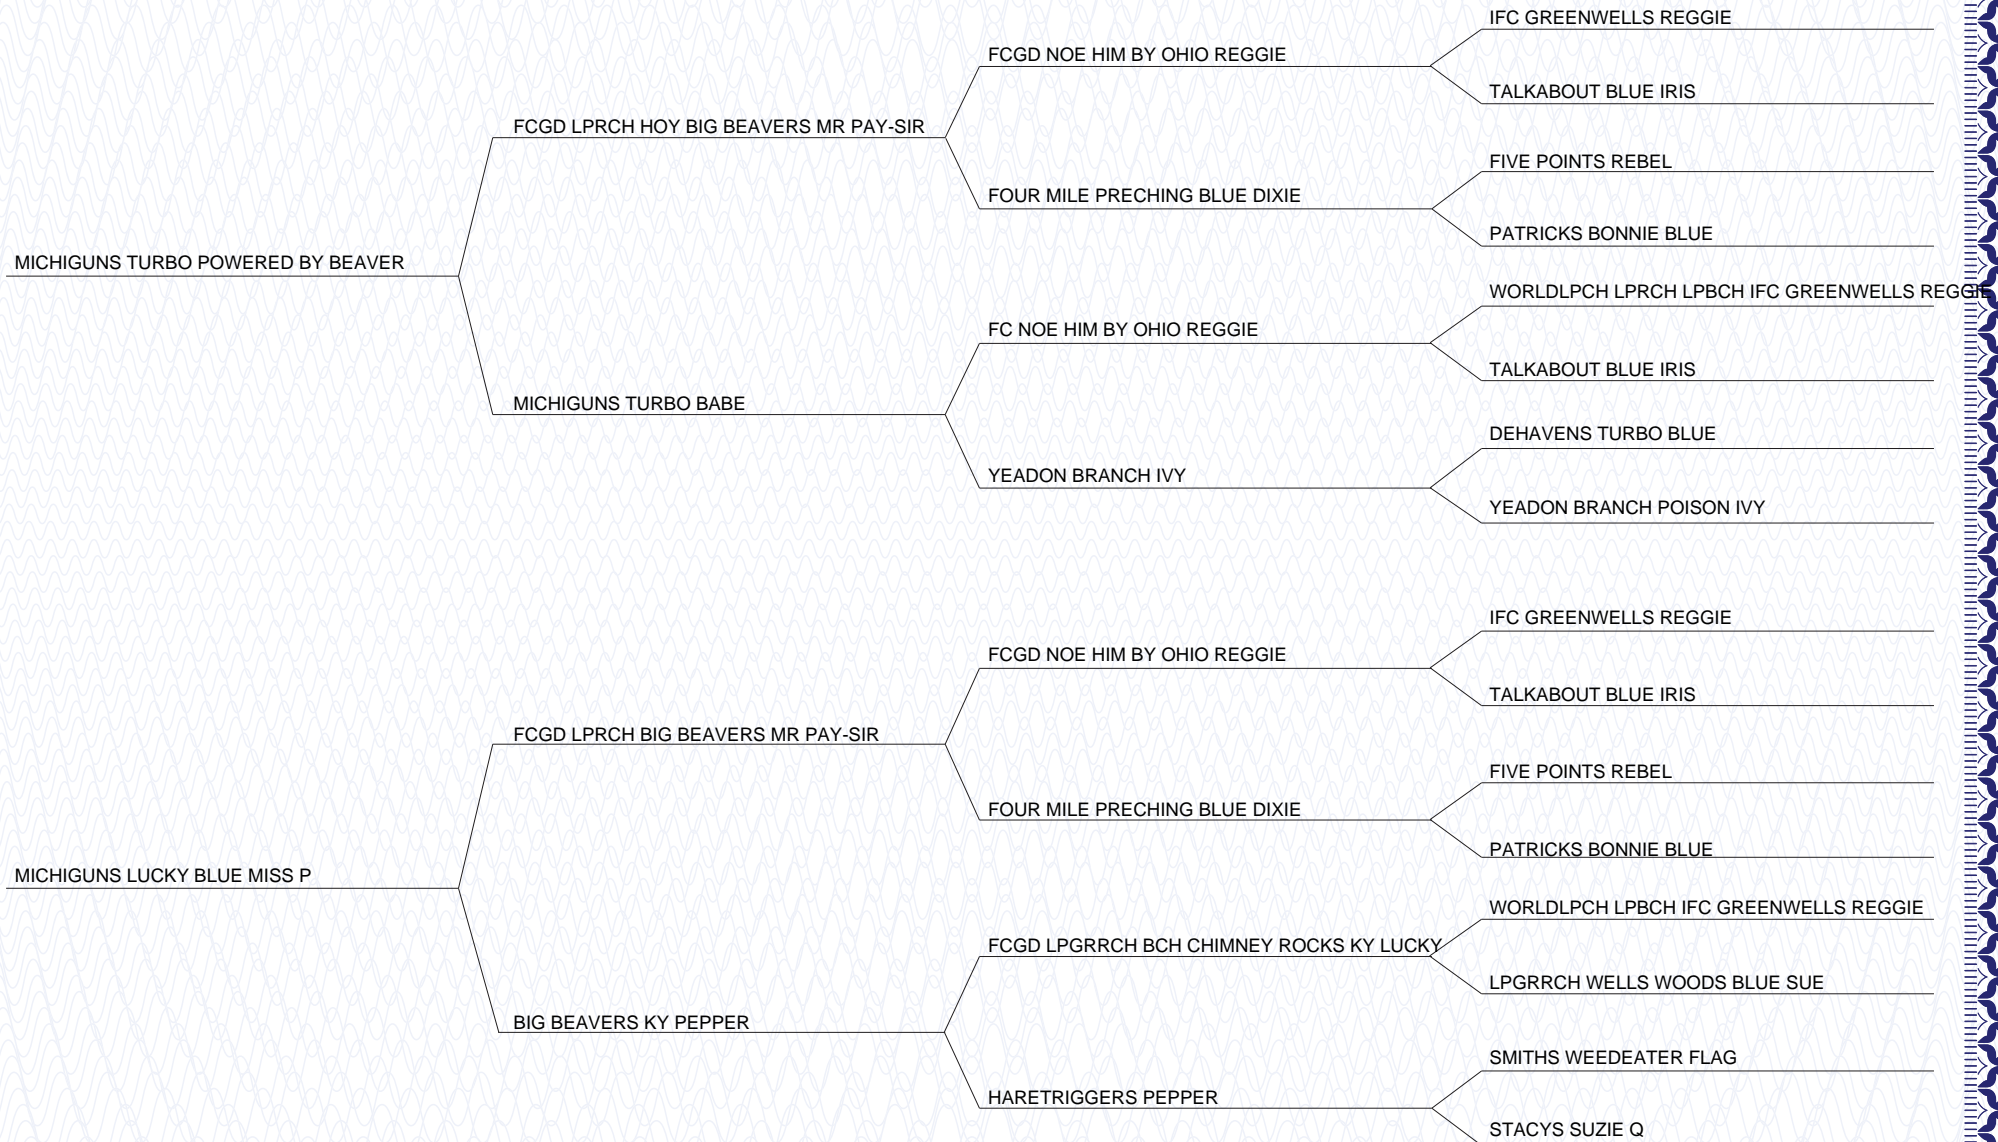 IFC GREENWELLS REGGIE
FCGD NOE HIM BY OHIO REGGIE
TALKABOUT BLUE IRIS
FCGD LPRCH HOY BIG BEAVERS MR PAY-SIR
FIVE POINTS REBEL
FOUR MILE PRECHING BLUE DIXIE
PATRICKS BONNIE BLUE
MICHIGUNS TURBO POWERED BY BEAVER
WORLDLPCH LPRCH LPBCH IFC GREENWELLS REGGIE
FC NOE HIM BY OHIO REGGIE
TALKABOUT BLUE IRIS
MICHIGUNS TURBO BABE
DEHAVENS TURBO BLUE
YEADON BRANCH IVY
YEADON BRANCH POISON IVY
IFC GREENWELLS REGGIE
FCGD NOE HIM BY OHIO REGGIE
TALKABOUT BLUE IRIS
FCGD LPRCH BIG BEAVERS MR PAY-SIR
FIVE POINTS REBEL
FOUR MILE PRECHING BLUE DIXIE
PATRICKS BONNIE BLUE
MICHIGUNS LUCKY BLUE MISS P
WORLDLPCH LPBCH IFC GREENWELLS REGGIE
FCGD LPGRRCH BCH CHIMNEY ROCKS KY LUCKY
LPGRRCH WELLS WOODS BLUE SUE
BIG BEAVERS KY PEPPER
SMITHS WEEDEATER FLAG
HARETRIGGERS PEPPER
STACYS SUZIE Q